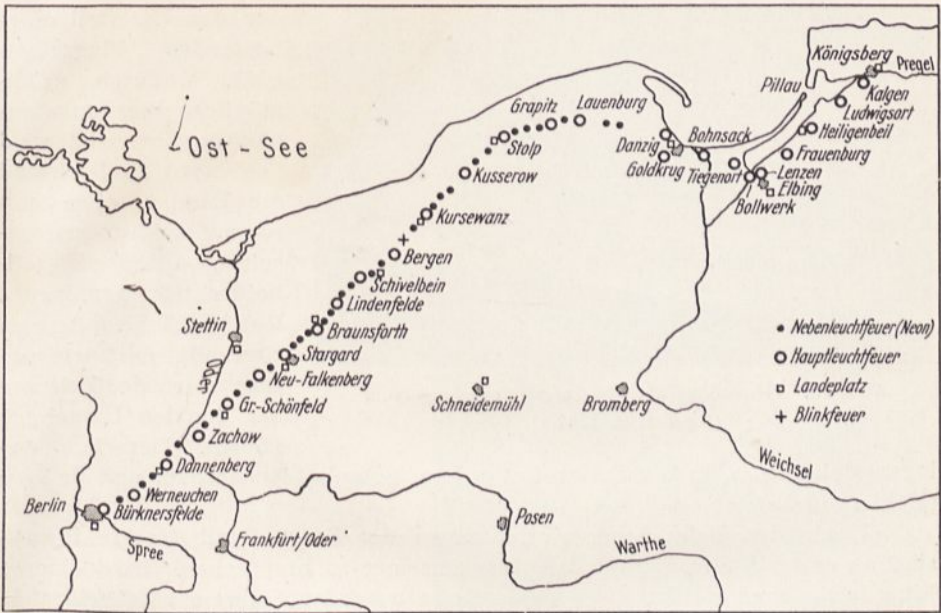 Königsberg
Pregel
Pillau
Kalgen
Ludwigsort
Heiligenbeil
Frauenburg
Lenzen
Elbing
Bollwerk
Tiegenort
Bohnsack
Danzig
Goldkrug
Lauenburg
Grapitz
Stolp
Ost-See
Kusserow
Kursewanz
Bergen
Schivelbein
Lindenfelde
Braunsforth
Stettin
Stargard
Oder
Neu-Falkenberg
Gr.-Schönfeld
Zachow
Dannenberg
Werneuchen
Berlin
Bürknersfelde
Spree
Frankfurt/Oder
Schneidemühl
Bromberg
Posen
Warthe
Weichsel
Nebenleuchtfeuer (Neon)
Hauptleuchtfeuer
Landeplatz
Blinkfeuer